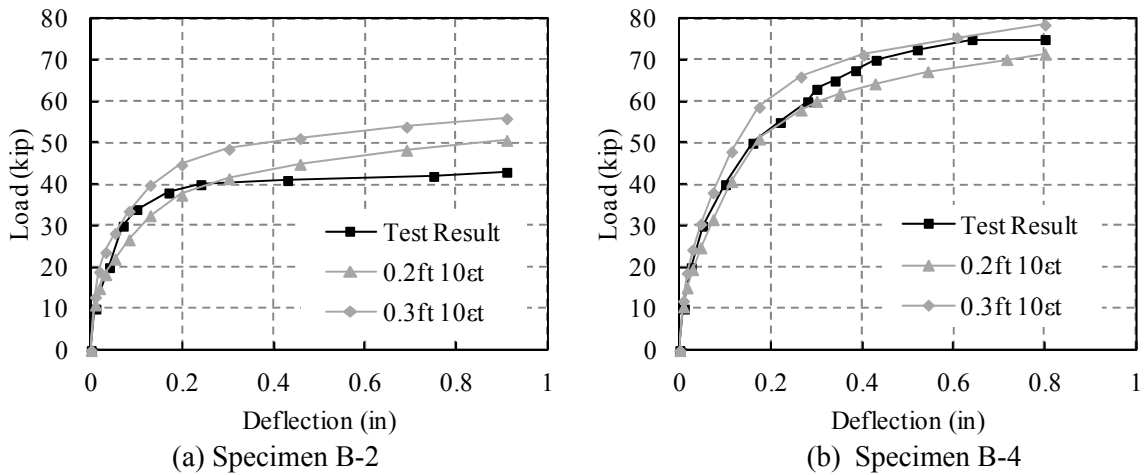 80
70
60
50
40
30
20
10
0
Load (kip)
Test Result
0.2ft 10εt
0.3ft 10εt
0 0.2 0.4 0.6 0.8 1
Deflection (in)
(a) Specimen B-2
80
70
60
50
40
30
20
10
0
Load (kip)
Test Result
0.2ft 10εt
0.3ft 10εt
0 0.2 0.4 0.6 0.8 1
Deflection (in)
(b) Specimen B-4